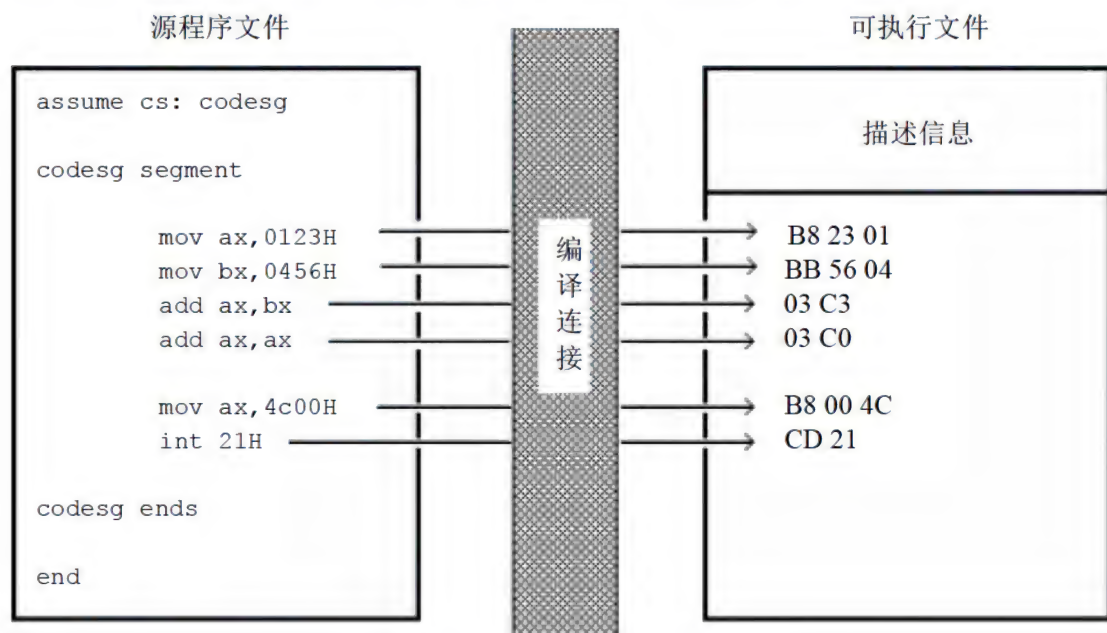 源程序文件
assume cs: codesg
codesg segment
mov ax,0123H
mov bx,0456H
add ax,bx
add ax,ax
mov ax,4c00H
int 21H
codesg ends
end
编
译
连
接
可执行文件
描述信息
B8 23 01
BB 56 04
03 C3
03 C0
B8 00 4C
CD 21